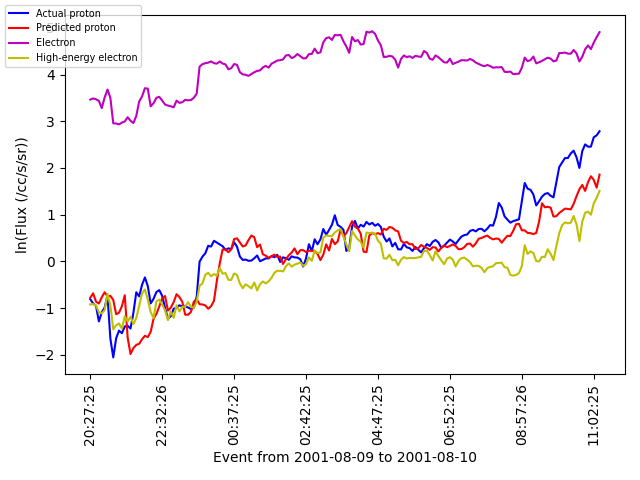 Actual proton
Predicted proton
Electron
High-energy electron
ln(Flux (/cc/s/sr))
4
3
2
1
0
−1
−2
20:27:25
22:32:26
00:37:25
02:42:25
04:47:25
06:52:25
08:57:26
11:02:25
Event from 2001-08-09 to 2001-08-10